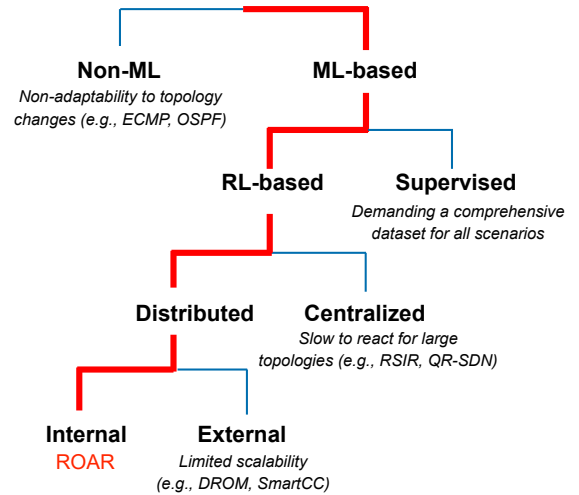 Non-ML
ML-based
Non-adaptability to topology
changes (e.g., ECMP, OSPF)
RL-based
Supervised
Demanding a comprehensive
dataset for all scenarios
Distributed
Centralized
Slow to react for large
topologies (e.g., RSIR, QR-SDN)
Internal
External
ROAR
Limited scalability
(e.g., DROM, SmartCC)